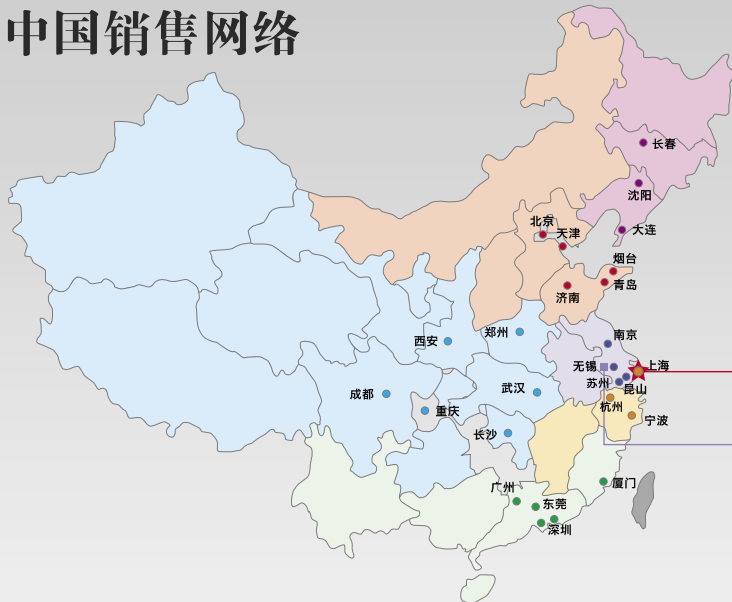 中国销售网络
长春
沈阳
北京
大连
天津
烟台
青岛
济南
郑州
南京
西安
无锡
上海
苏州
昆山
武汉
成都
杭州
重庆
宁波
长沙
广州
厦门
东莞
深圳